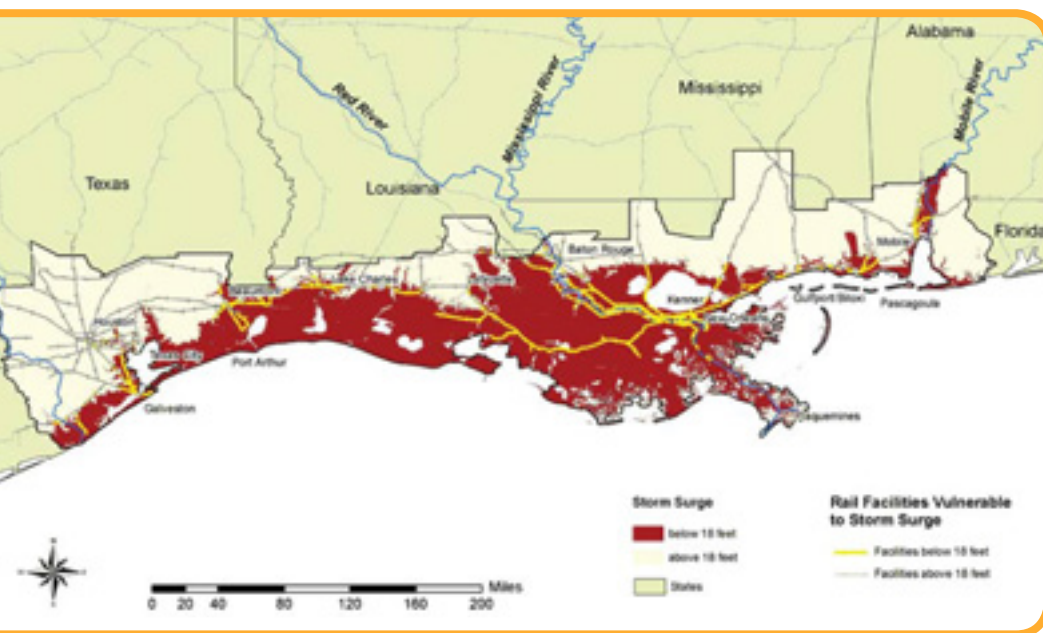 Alabama
Mississippi
Mississippi River
Red River
Mobile River
Texas
Louisiana
Florida
Baton Rouge
Mobile
Lake Charles
Kenner
Gulfport/Biloxi
Pascagoula
Houston
New Orleans
Texas City
Port Arthur
Galveston
Plaquemines
Storm Surge
below 18 feet
above 18 feet
States
Rail Facilities Vulnerable
to Storm Surge
Facilities below 18 feet
Facilities above 18 feet
Miles
0 20 40 80 120 160 200